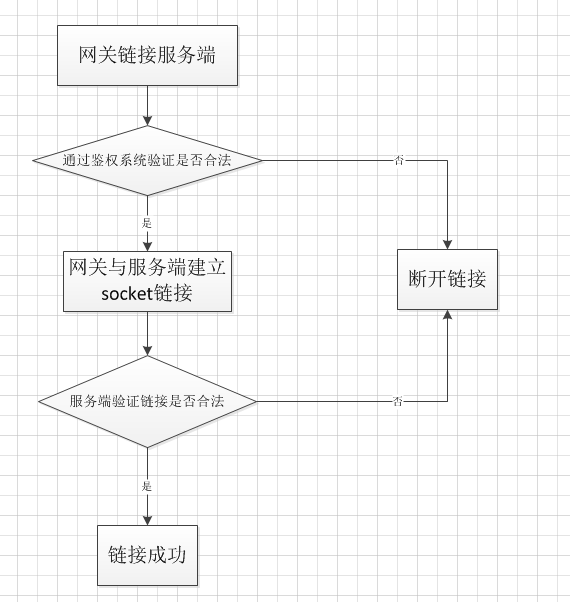 网关链接服务端
通过鉴权系统验证是否合法
否
是
网关与服务端建立
socket链接
断开链接
服务端验证链接是否合法
否
是
链接成功